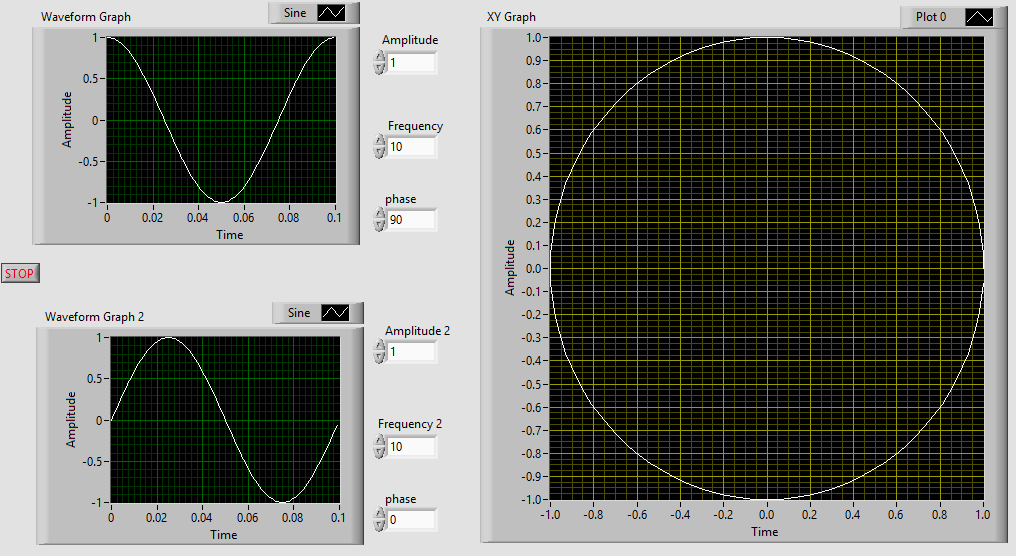 Waveform Graph
Sine
Amplitude
1
0.5
0
-0.5
-1
0 0.02 0.04 0.06 0.08 0.1
Time
Amplitude
1
Frequency
10
phase
90
STOP
Waveform Graph 2
Sine
Amplitude
1
0.5
0
-0.5
-1
0 0.02 0.04 0.06 0.08 0.1
Time
Amplitude 2
1
Frequency 2
10
phase
0
XY Graph
Plot 0
Amplitude
1.0
0.9
0.8
0.7
0.6
0.5
0.4
0.3
0.2
0.1
0.0
-0.1
-0.2
-0.3
-0.4
-0.5
-0.6
-0.7
-0.8
-0.9
-1.0
-1.0 -0.8 -0.6 -0.4 -0.2 0.0 0.2 0.4 0.6 0.8 1.0
Time